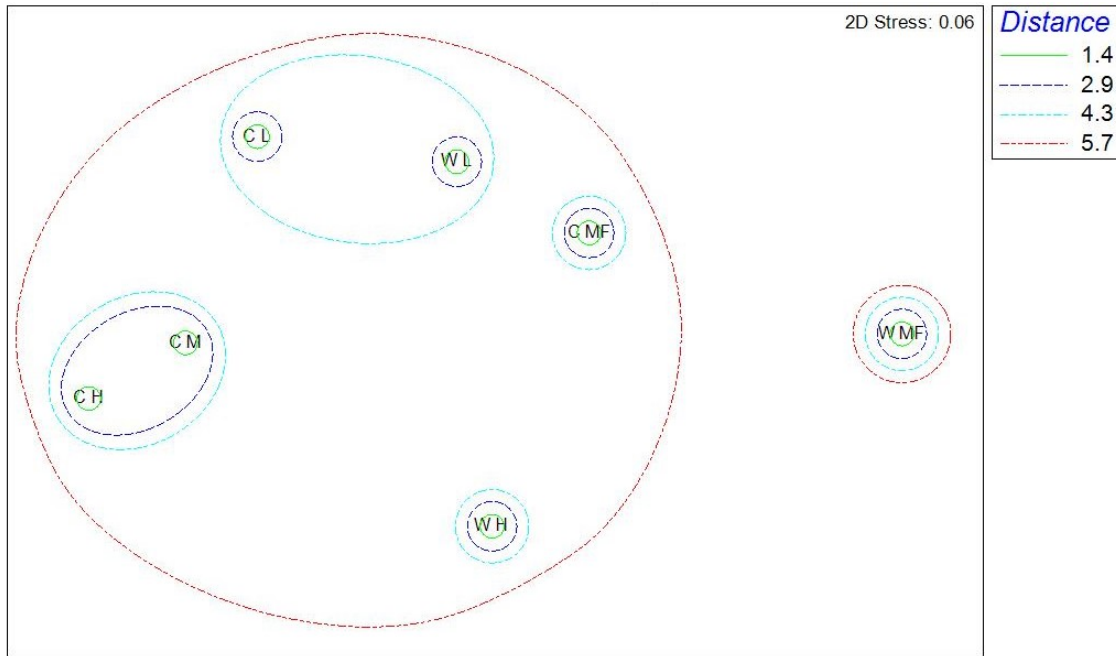 2D Stress: 0.06
Distance
1.4
2.9
4.3
5.7
C L
W L
C MF
W MF
C M
C H
W H